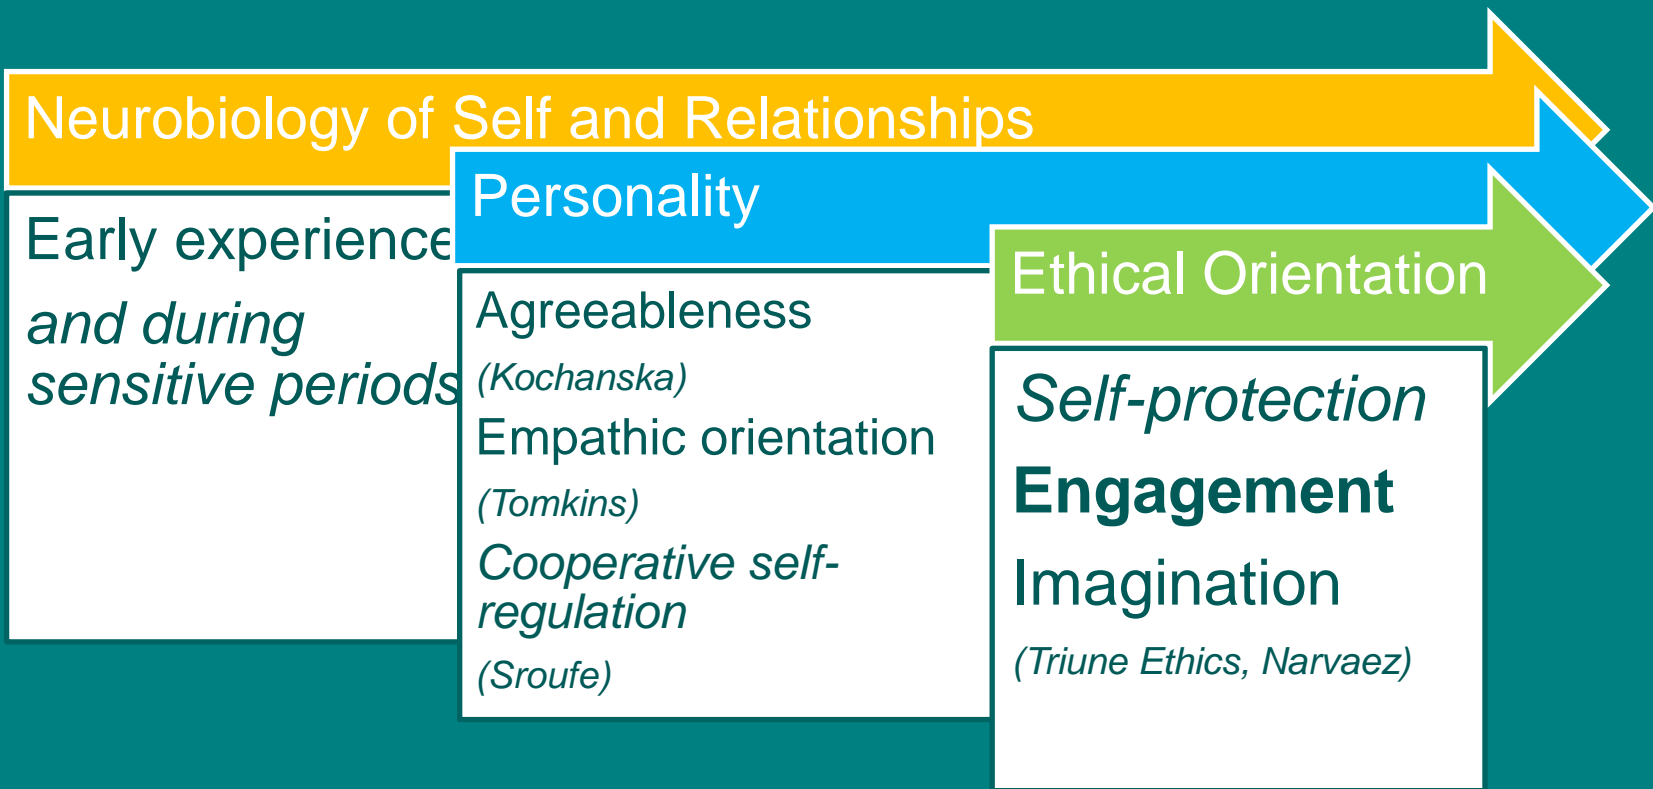 Neurobiology of Self and Relationships
Early experience
and during
sensitive periods
Personality
Agreeableness
(Kochanska)
Empathic orientation
(Tomkins)
Cooperative self-
regulation
(Sroufe)
Ethical Orientation
Self-protection
Engagement
Imagination
(Triune Ethics, Narvaez)